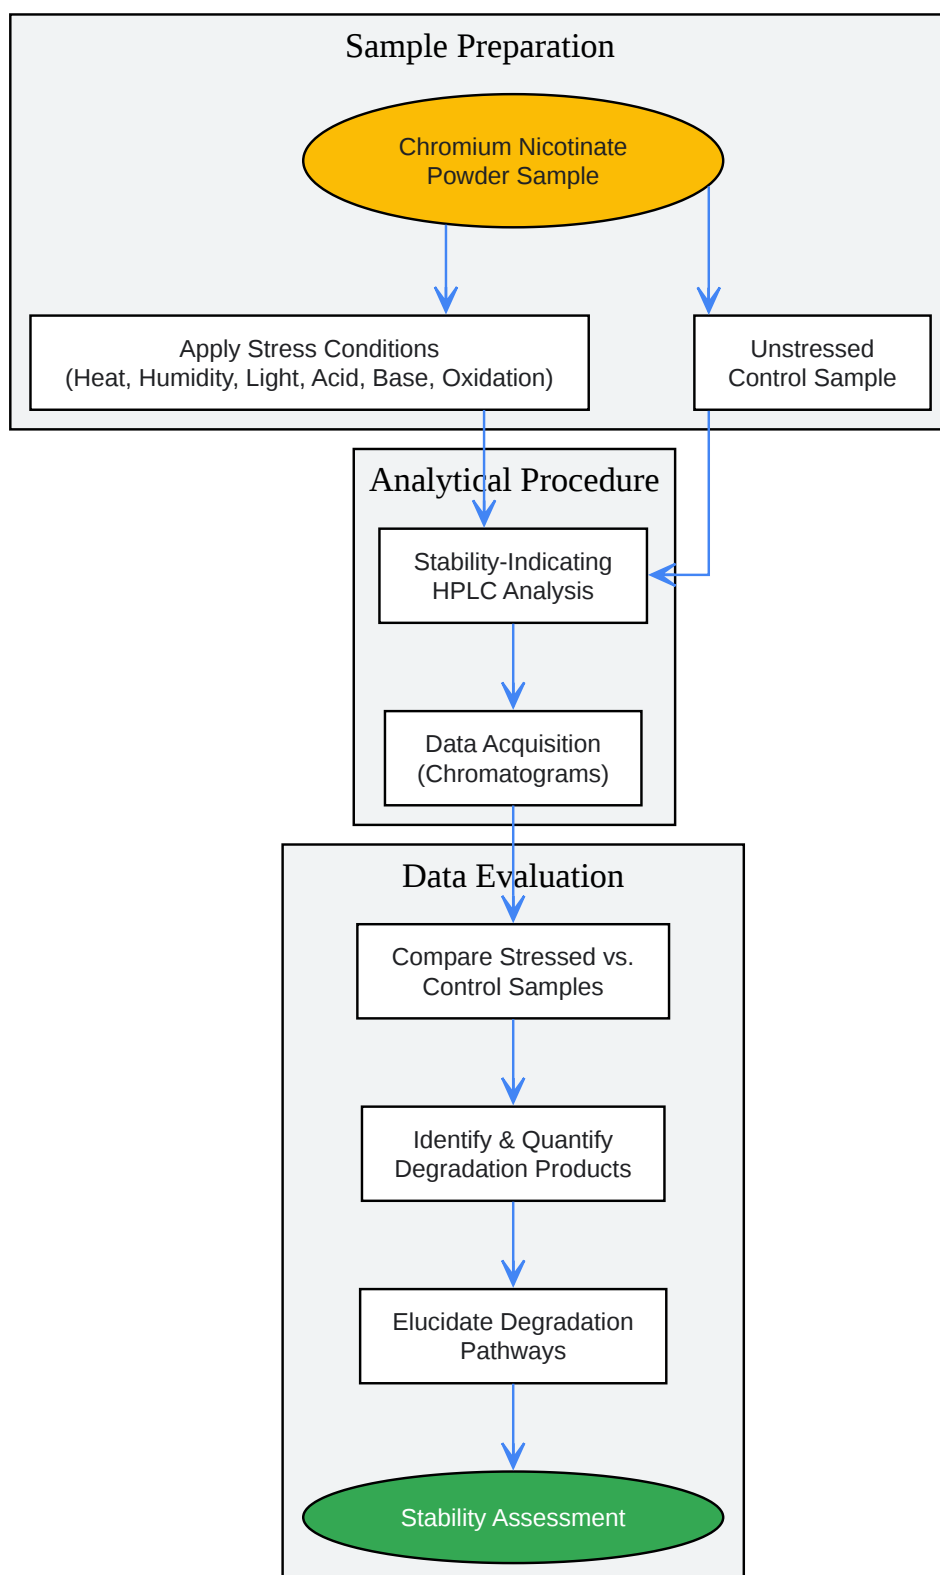 Sample Preparation
Chromium Nicotinate
Powder Sample
Apply Stress Conditions
(Heat, Humidity, Light, Acid, Base, Oxidation)
Unstressed
Control Sample
Analytical Procedure
Stability-Indicating
HPLC Analysis
Data Acquisition
(Chromatograms)
Data Evaluation
Compare Stressed vs.
Control Samples
Identify & Quantify
Degradation Products
Elucidate Degradation
Pathways
Stability Assessment